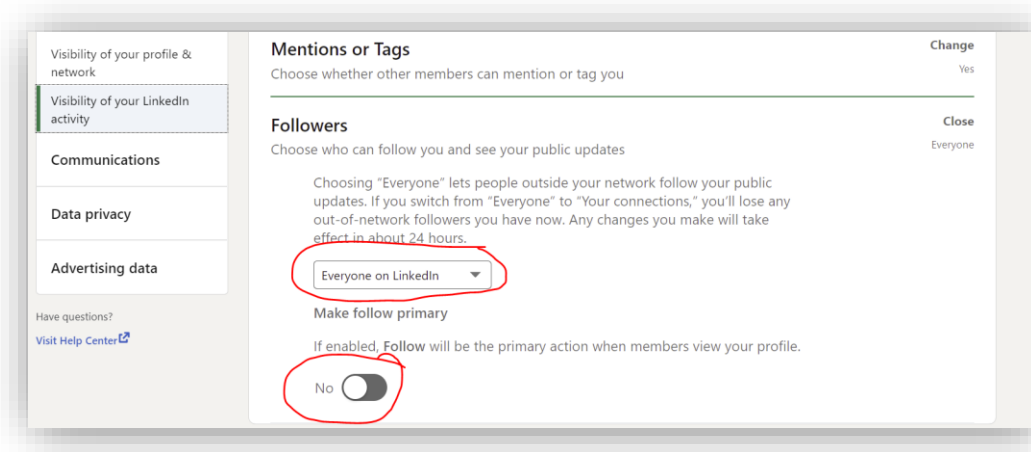 Visibility of your profile &
network
Visibility of your LinkedIn
activity
Communications
Data privacy
Advertising data
Have questions?
Visit Help Center
Mentions or Tags
Change
Choose whether other members can mention or tag you
Yes
Followers
Close
Choose who can follow you and see your public updates
Everyone
Choosing "Everyone" lets people outside your network follow your public
updates. If you switch from "Everyone" to "Your connections," you'll lose any
out-of-network followers you have now. Any changes you make will take
effect in about 24 hours.
Everyone on LinkedIn
Make follow primary
If enabled, Follow will be the primary action when members view your profile.
No